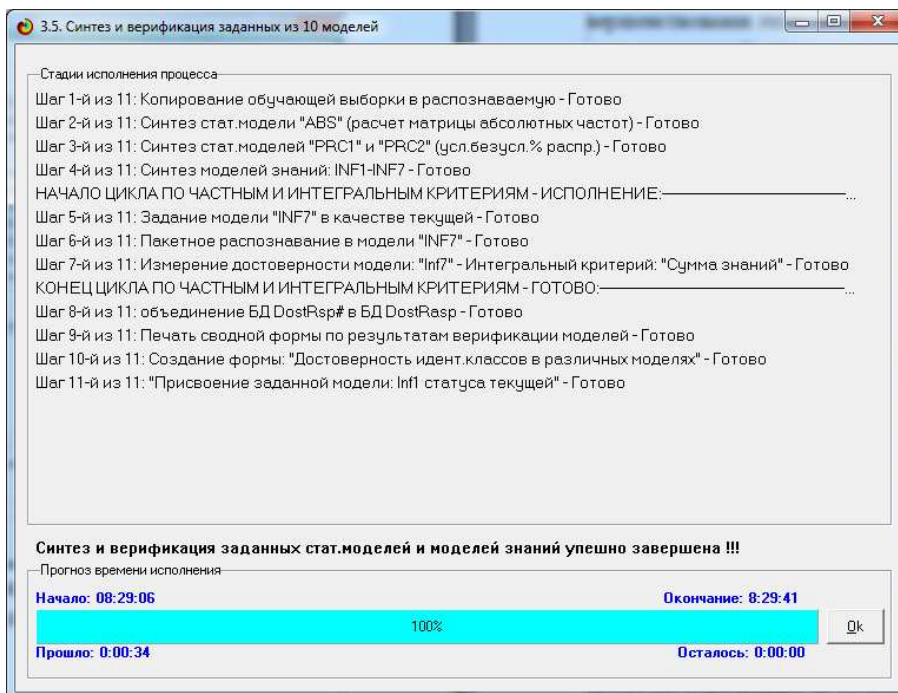 3.5. Синтез и верификация заданных из 10 моделей
Стадии исполнения процесса
Шаг 1-й из 11: Копирование обучающей выборки в распознаваемую - Готово
Шаг 2-й из 11: Синтез стат.модели "ABS" (расчет матрицы абсолютных частот) - Готово
Шаг 3-й из 11: Синтез стат.моделей "PRC1" и "PRC2" (усл.безусл.% распр.) - Готово
Шаг 4-й из 11: Синтез моделей знаний: INF1-INF7 - Готово
НАЧАЛО ЦИКЛА ПО ЧАСТНЫМ И ИНТЕГРАЛЬНЫМ КРИТЕРИЯМ - ИСПОЛНЕНИЕ:————————————...
Шаг 5-й из 11: Задание модели "INF7" в качестве текущей - Готово
Шаг 6-й из 11: Пакетное распознавание в модели "INF7" - Готово
Шаг 7-й из 11: Измерение достоверности модели: "Inf7" - Интегральный критерий: "Сумма знаний" - Готово
КОНЕЦ ЦИКЛА ПО ЧАСТНЫМ И ИНТЕГРАЛЬНЫМ КРИТЕРИЯМ - ГОТОВО:————————————...
Шаг 8-й из 11: объединение БД DostRsp# в БД DostRasp - Готово
Шаг 9-й из 11: Печать сводной формы по результатам верификации моделей - Готово
Шаг 10-й из 11: Создание формы: "Достоверность идент.классов в различных моделях" - Готово
Шаг 11-й из 11: "Присвоение заданной модели: Inf1 статуса текущей" - Готово
Синтез и верификация заданных стат.моделей и моделей знаний упешно завершена !!!
Прогноз времени исполнения
Начало: 08:29:06 Окончание: 8:29:41
100% Ok
Прошло: 0:00:34 Осталось: 0:00:00